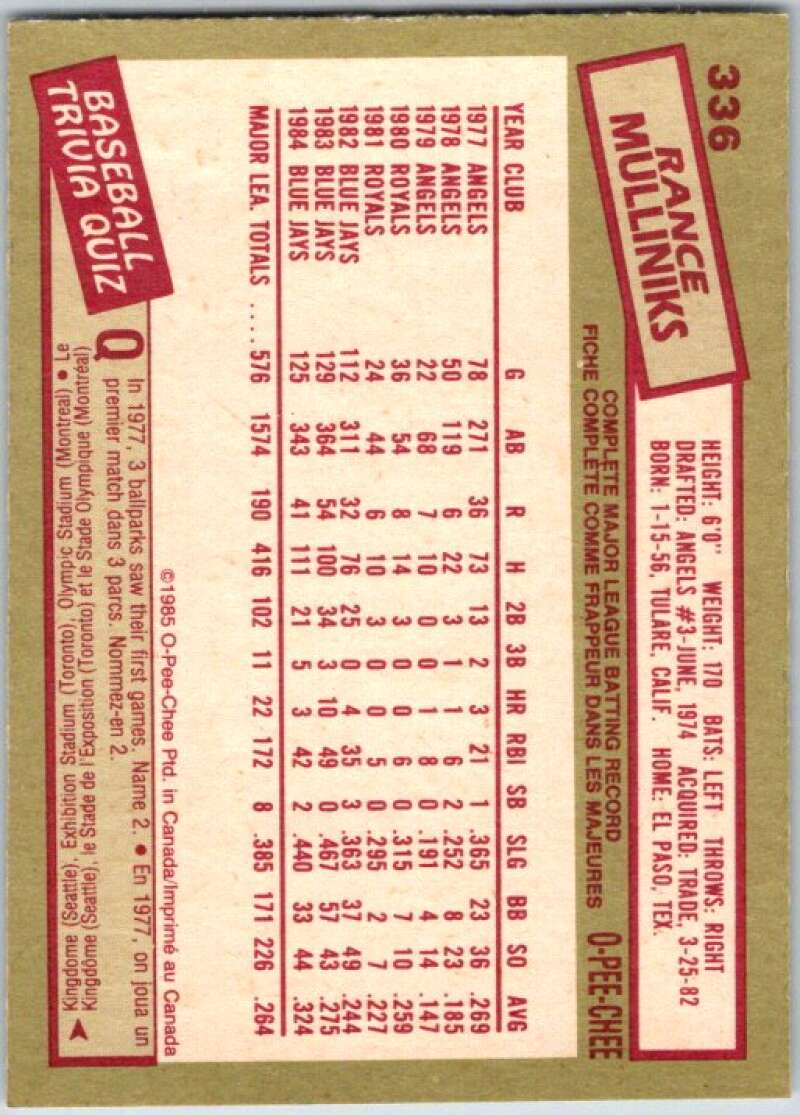 336
RANCE
MULLINIKS
HEIGHT: 6'0" WEIGHT: 170 BATS: LEFT THROWS: RIGHT
DRAFTED: ANGELS #3-JUNE, 1974 ACQUIRED: TRADE, 3-25-82
BORN: 1-15-56, TULARE, CALIF. HOME: EL PASO, TEX.
COMPLETE MAJOR LEAGUE BATTING RECORD
FICHE COMPLÈTE COMME FRAPPEUR DANS LES MAJEURES
O-PEE-CHEE
YEAR CLUB G AB R H 2B 3B HR RBI SB SLG BB SO AVG
1977 ANGELS 78 271 36 73 13 2 3 21 1 .365 23 36 .269
1978 ANGELS 50 119 6 22 3 1 1 6 2 .252 8 23 .185
1979 ANGELS 22 68 7 10 0 0 1 8 0 .191 4 14 .147
1980 ROYALS 36 54 8 14 3 0 0 6 0 .315 7 10 .259
1981 ROYALS 24 44 6 10 3 0 0 5 0 .295 2 7 .227
1982 BLUE JAYS 112 311 32 76 25 0 4 35 3 .363 37 49 .244
1983 BLUE JAYS 129 364 54 100 34 3 10 49 0 .467 57 43 .275
1984 BLUE JAYS 125 343 41 111 21 5 3 42 2 .440 33 44 .324
MAJOR LEA. TOTALS .... 576 1574 190 416 102 11 22 172 8 .385 171 226 .264
©1985 O-Pee-Chee Ptd. in Canada/Imprimé au Canada
BASEBALL
TRIVIA QUIZ
Q In 1977, 3 ballparks saw their first games. Name 2. • En 1977, on joua un
premier match dans 3 parcs. Nommez-en 2.
Kingdome (Seattle), Exhibition Stadium (Toronto), Olympic Stadium (Montreal) • Le
Kingdome (Seattle), le Stade de l'Exposition (Toronto) et le Stade Olympique (Montréal)